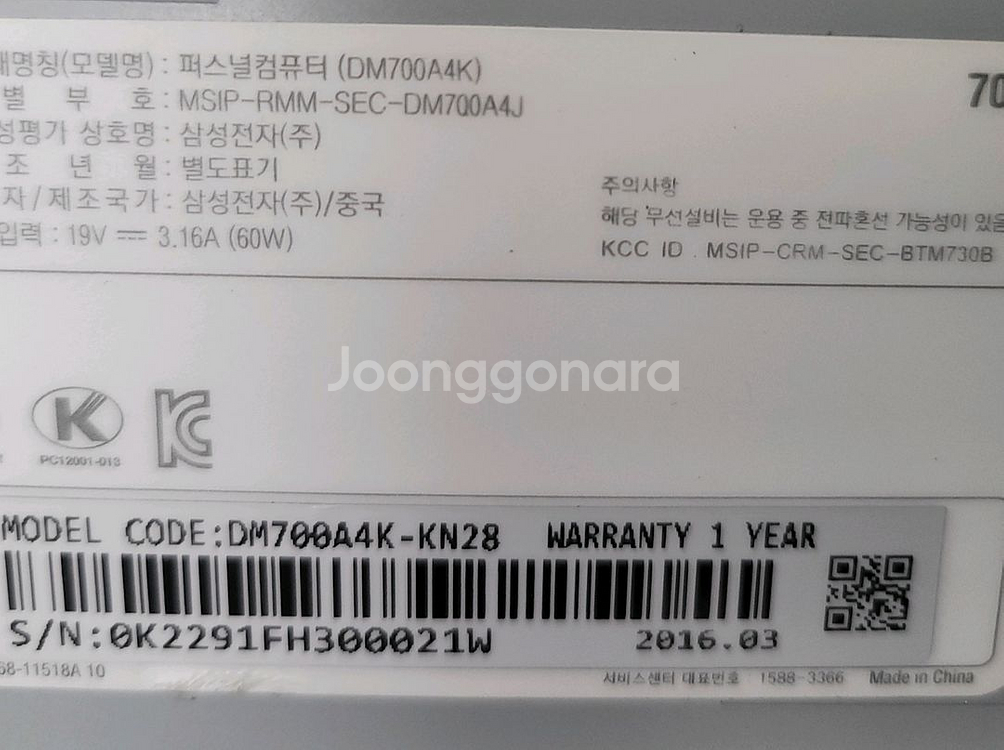 명칭(모델명) : 퍼스널컴퓨터 (DM700A4K)
별 부 호 : MSIP-RMM-SEC-DM700A4J
성평가 상호명 : 삼성전자(주)
조 년 월 : 별도표기
자/제조국가 : 삼성전자(주)/중국
입력 : 19V ⎓ 3.16A (60W)
70
주의사항
해당 무선설비는 운용 중 전파혼선 가능성이 있음
KCC ID . MSIP-CRM-SEC-BTM730B
Joonggonara
K
PC12001-013
KC
MODEL CODE:DM700A4K-KN28 WARRANTY 1 YEAR
S/N:0K2291FH300021W 2016.03
68-11518A 10
서비스센터 대표번호 1588-3366 Made in China